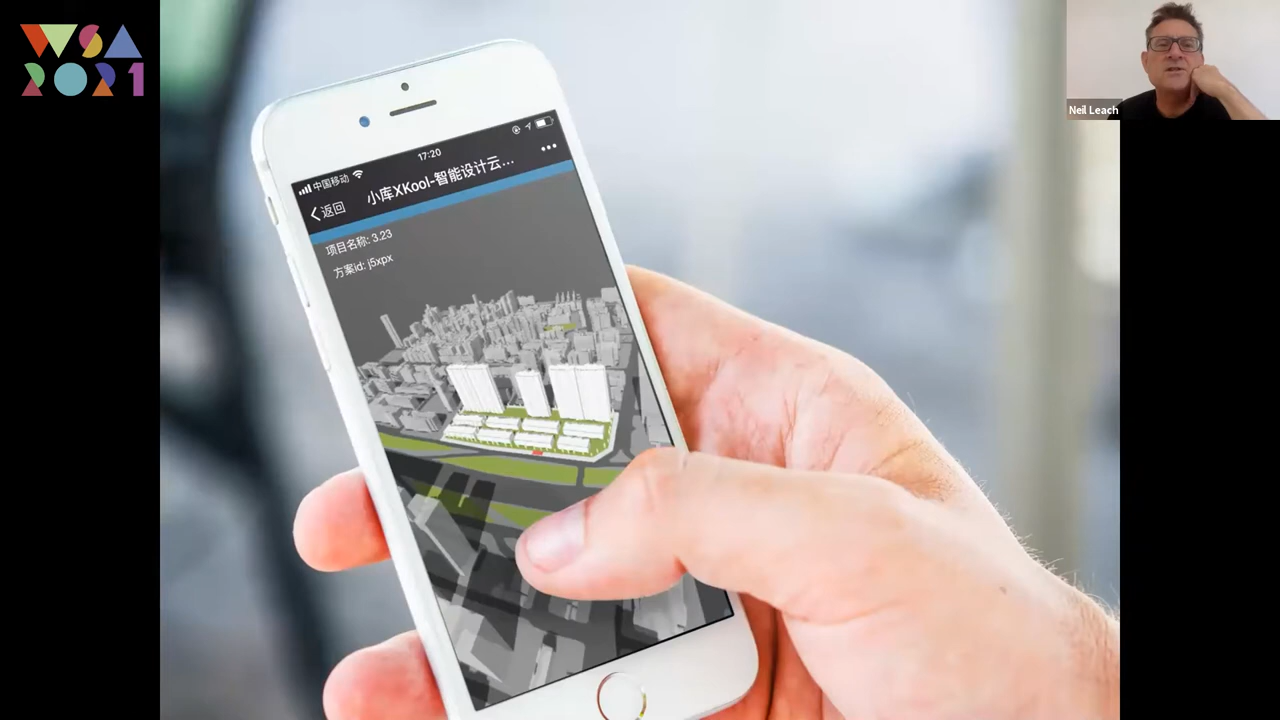 WSA
2021
Neil Leach
中国移动
17:20
返回
小库XKool-智能设计云...
项目名称: 3.23
方案id: j5xpx